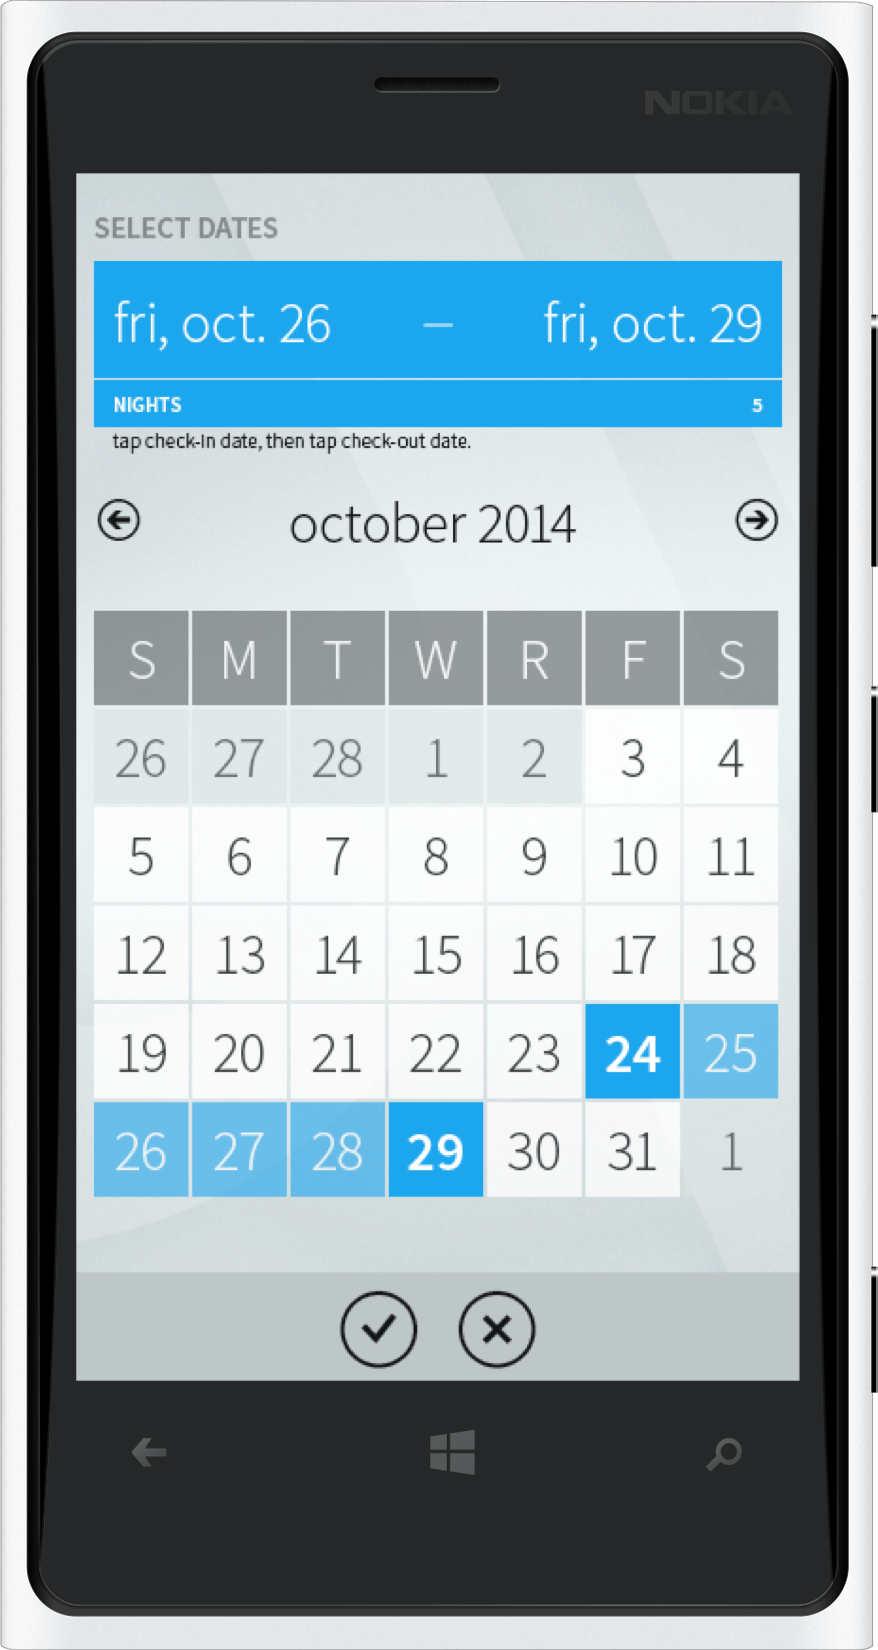 NOKIA
SELECT DATES
fri, oct. 26 – fri, oct. 29
NIGHTS 5
tap check-in date, then tap check-out date.
october 2014
S M T W R F S
26 27 28 1 2 3 4
5 6 7 8 9 10 11
12 13 14 15 16 17 18
19 20 21 22 23 24 25
26 27 28 29 30 31 1